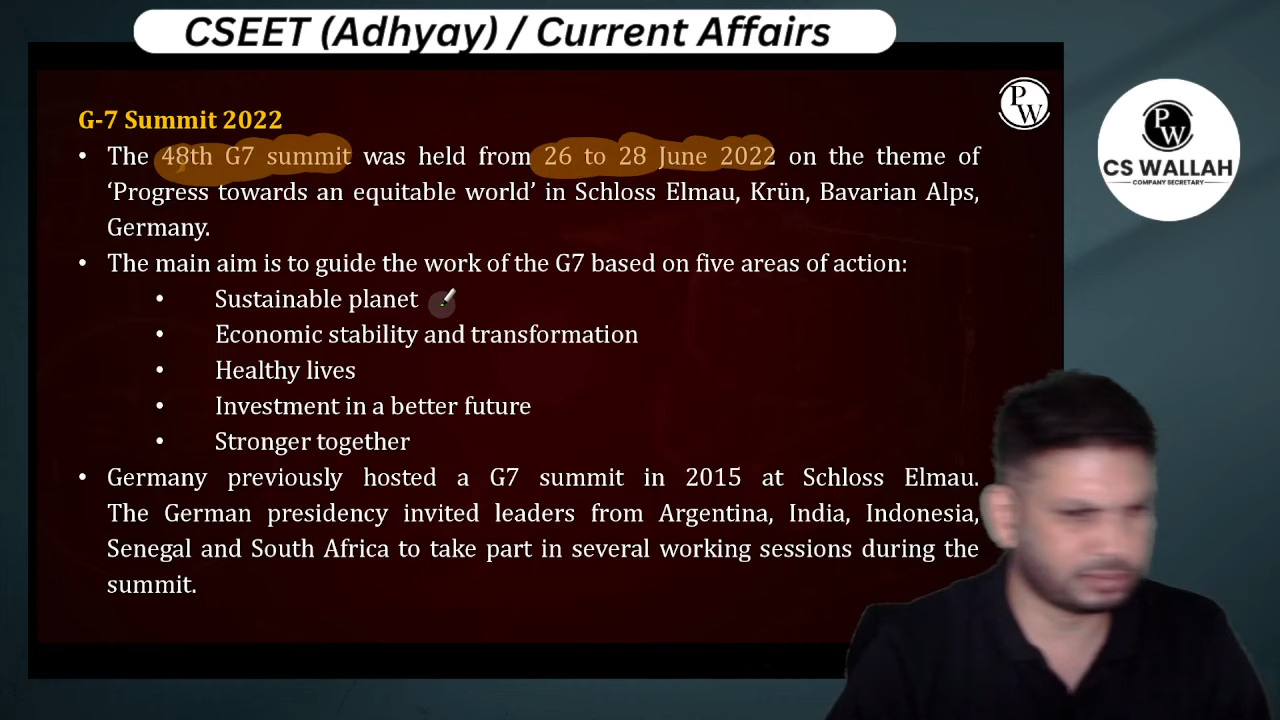 CSEET (Adhyay) / Current Affairs
PW
PW
CS WALLAH
COMPANY SECRETARY
G-7 Summit 2022
• The 48th G7 summit was held from 26 to 28 June 2022 on the theme of
‘Progress towards an equitable world’ in Schloss Elmau, Krün, Bavarian Alps,
Germany.
• The main aim is to guide the work of the G7 based on five areas of action:
• Sustainable planet
• Economic stability and transformation
• Healthy lives
• Investment in a better future
• Stronger together
• Germany previously hosted a G7 summit in 2015 at Schloss Elmau.
The German presidency invited leaders from Argentina, India, Indonesia,
Senegal and South Africa to take part in several working sessions during the
summit.